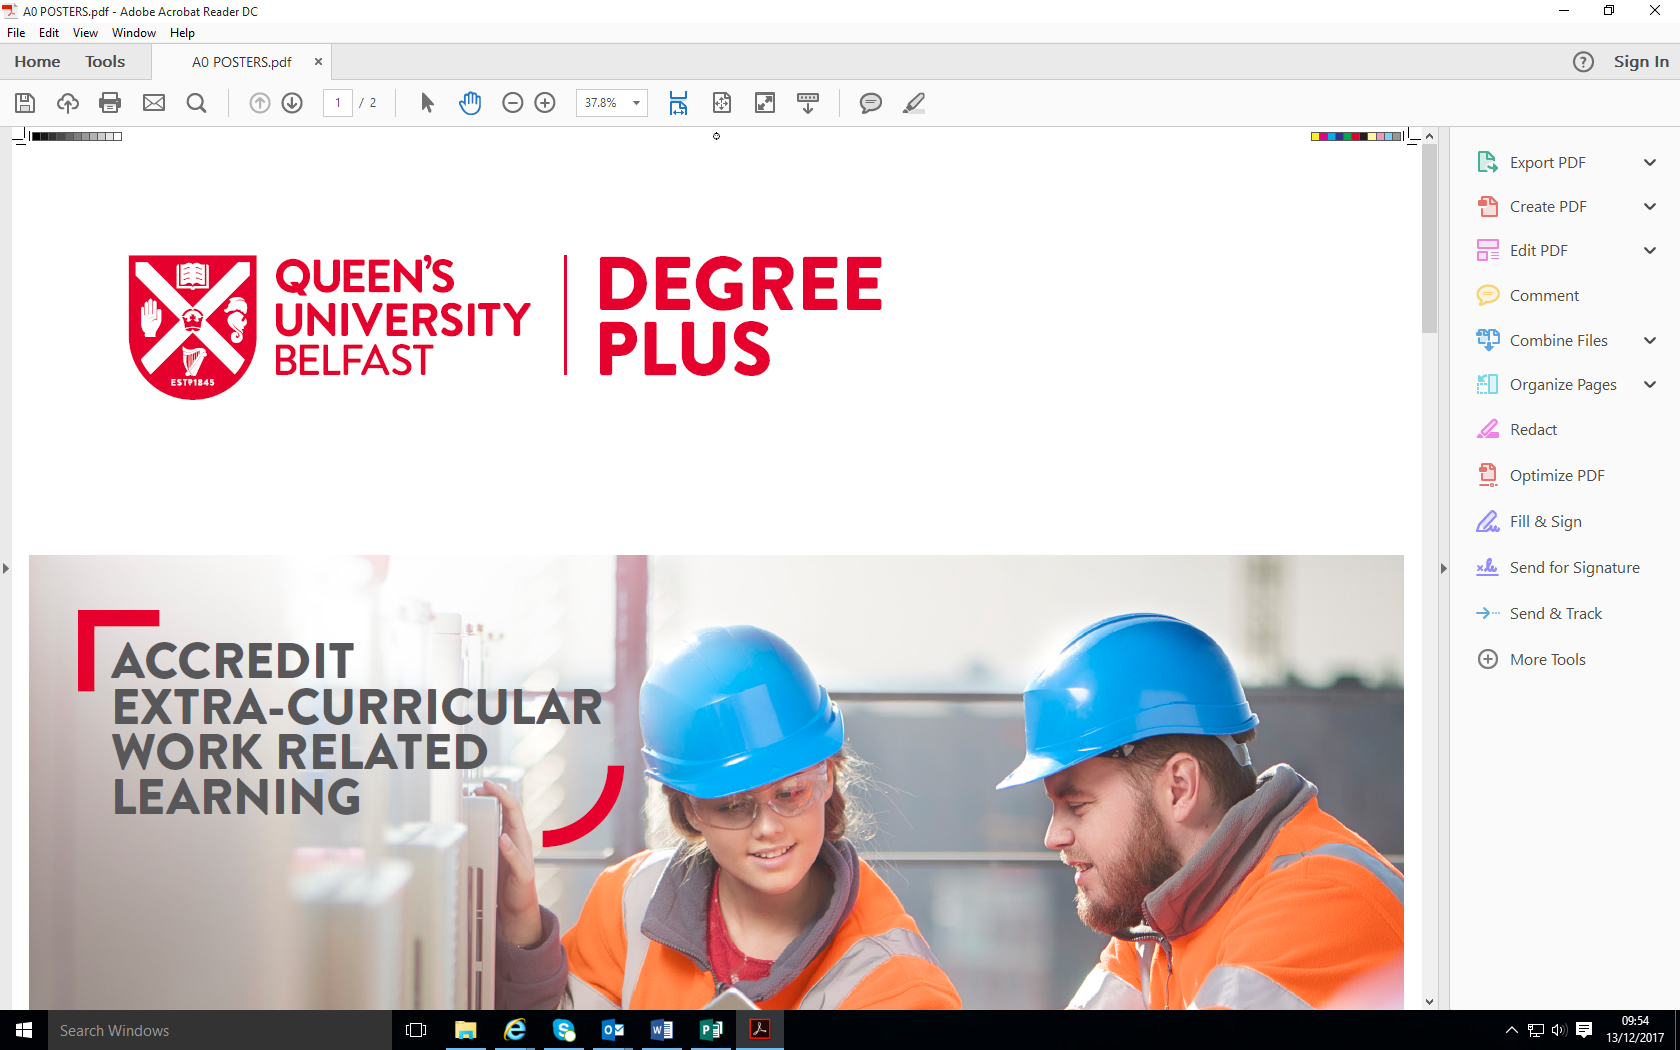 A0 POSTERS.pdf - Adobe Acrobat Reader DC
File Edit View Window Help
Home Tools A0 POSTERS.pdf × ? Sign In
1 / 2 37.8%
QUEEN'S
UNIVERSITY
BELFAST
ESTD1845
DEGREE
PLUS
ACCREDIT
EXTRA-CURRICULAR
WORK RELATED
LEARNING
Export PDF
Create PDF
Edit PDF
Comment
Combine Files
Organize Pages
Redact
Optimize PDF
Fill & Sign
Send for Signature
Send & Track
More Tools
Search Windows
09:54
13/12/2017